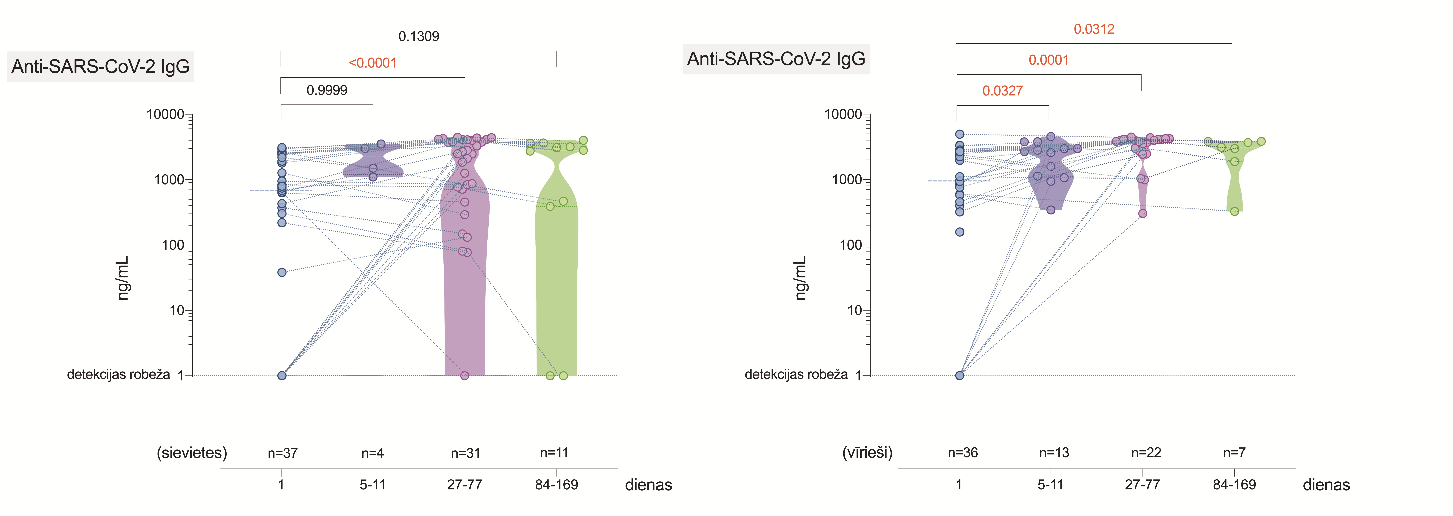 0.1309
Anti-SARS-CoV-2 IgG
<0.0001
0.9999
10000
1000
100
10
detekcijas robeža 1
ng/mL
(sievietes) n=37 n=4 n=31 n=11
1 5-11 27-77 84-169 dienas
0.0312
Anti-SARS-CoV-2 IgG
0.0001
0.0327
10000
1000
100
10
detekcijas robeža 1
ng/mL
(vīrieši) n=36 n=13 n=22 n=7
1 5-11 27-77 84-169 dienas